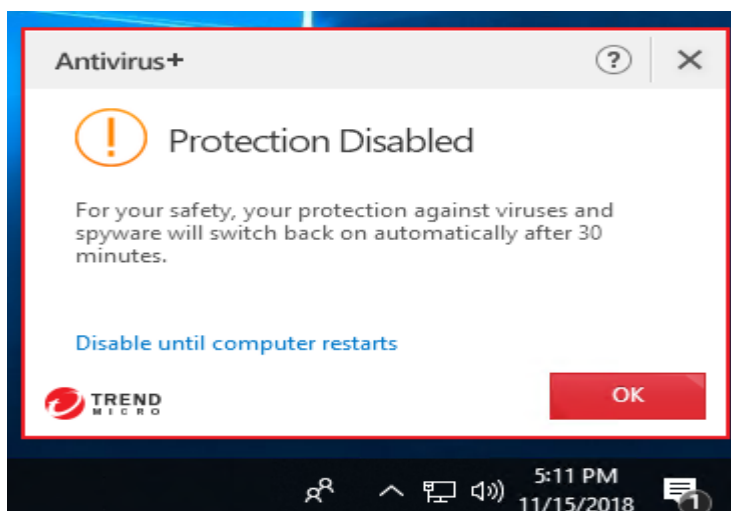 Antivirus+
?
Protection Disabled
For your safety, your protection against viruses and
spyware will switch back on automatically after 30
minutes.
Disable until computer restarts
TREND
MICRO
OK
5:11 PM
11/15/2018
1